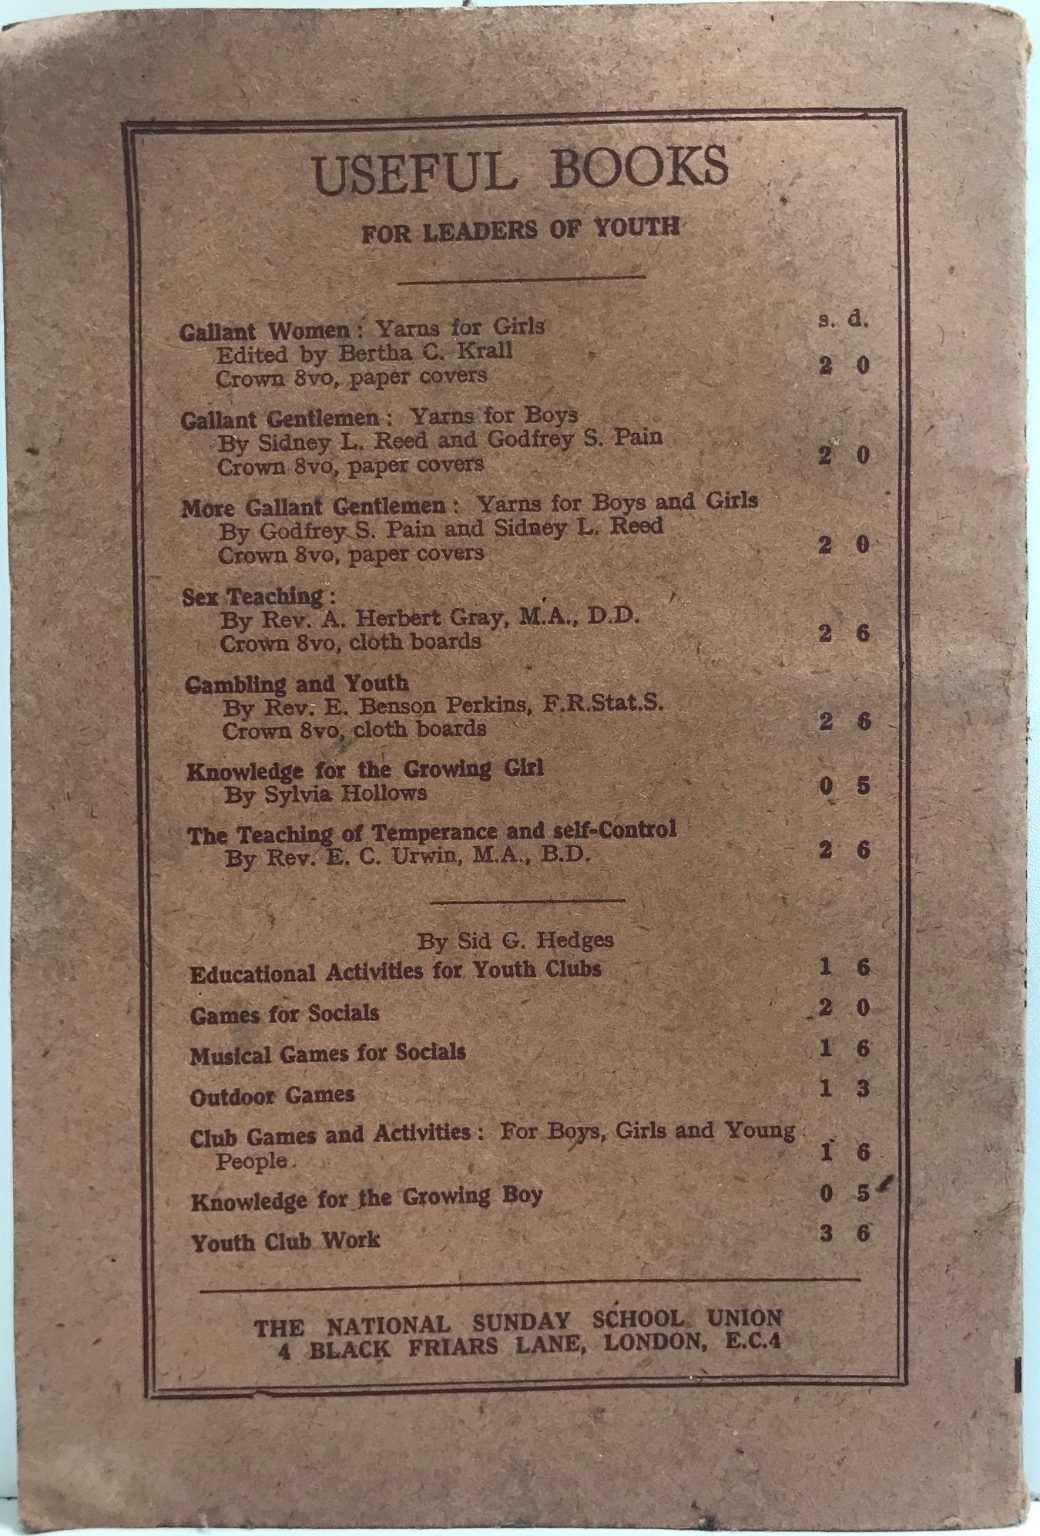 USEFUL BOOKS
FOR LEADERS OF YOUTH
s. d.
Gallant Women : Yarns for Girls
Edited by Bertha C. Krall
Crown 8vo, paper covers 2 0
Gallant Gentlemen : Yarns for Boys
By Sidney L. Reed and Godfrey S. Pain
Crown 8vo, paper covers 2 0
More Gallant Gentlemen : Yarns for Boys and Girls
By Godfrey S. Pain and Sidney L. Reed
Crown 8vo, paper covers 2 0
Sex Teaching :
By Rev. A. Herbert Gray, M.A., D.D.
Crown 8vo, cloth boards 2 6
Gambling and Youth
By Rev. E. Benson Perkins, F.R.Stat.S.
Crown 8vo, cloth boards 2 6
Knowledge for the Growing Girl
By Sylvia Hollows 0 5
The Teaching of Temperance and self-Control
By Rev. E. C. Urwin, M.A., B.D. 2 6
By Sid G. Hedges
Educational Activities for Youth Clubs 1 6
Games for Socials 2 0
Musical Games for Socials 1 6
Outdoor Games 1 3
Club Games and Activities : For Boys, Girls and Young
People 1 6
Knowledge for the Growing Boy 0 5
Youth Club Work 3 6
THE NATIONAL SUNDAY SCHOOL UNION
4 BLACK FRIARS LANE, LONDON, E.C.4